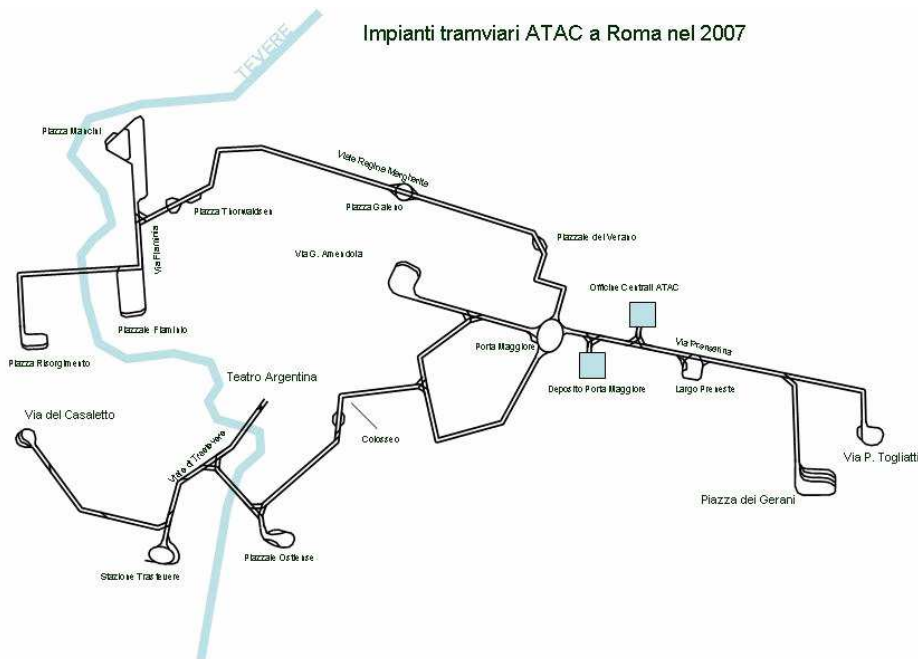 Impianti tramviari ATAC a Roma nel 2007
TEVERE
Piazza Mancini
Viale Regina Margherita
Piazza Galeno
Piazza Thorwaldsen
Piazzale del Verano
Via Flaminia
Via G. Amendola
Officine Centrali ATAC
Piazzale Flaminio
Porta Maggiore
Via Prenestina
Piazza Risorgimento
Teatro Argentina
Deposito Porta Maggiore
Largo Preneste
Via del Casaletto
Colosseo
Viale di Trastevere
Via P. Togliatti
Piazza dei Gerani
Piazzale Ostiense
Stazione Trastevere